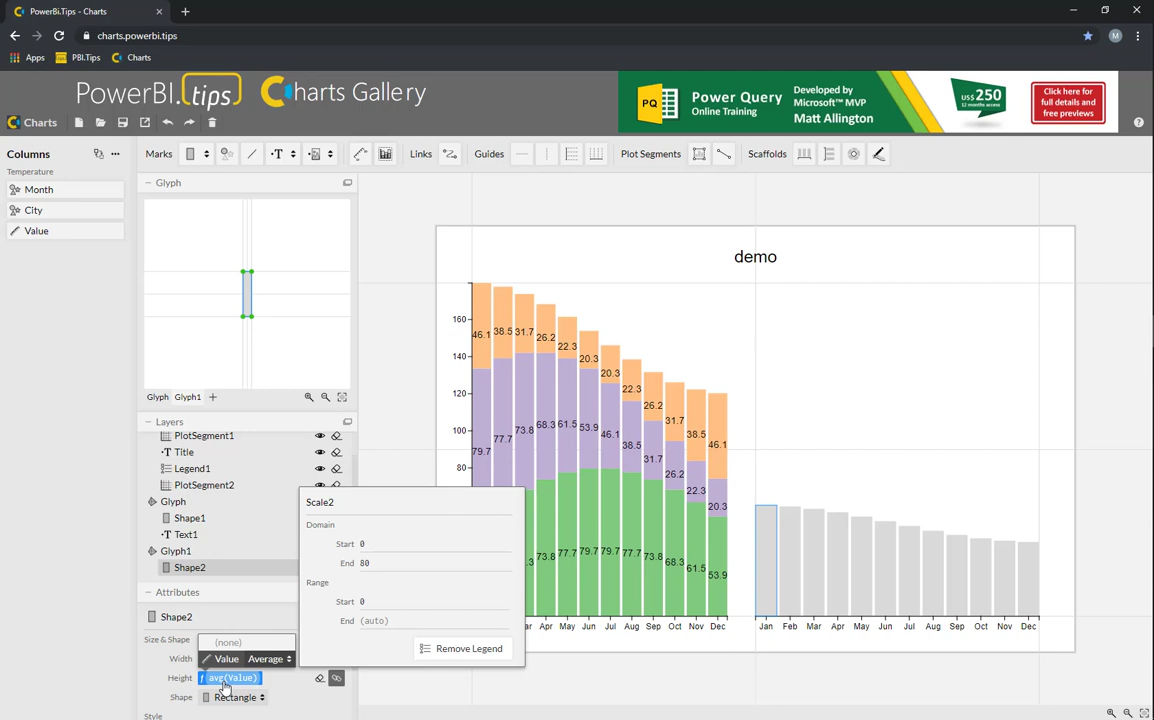 PowerBi.Tips - Charts
charts.powerbi.tips
M
Apps PBI.Tips Charts
PowerBI.tips Charts Gallery
PQ
Power Query
Online Training
Developed by
Microsoft™ MVP
Matt Allington
US$ 250
12 months access
Click here for
full details and
free previews
Charts
Columns
Marks T Links Guides Plot Segments Scaffolds
Temperature
Month
City
Value
Glyph
Glyph Glyph1 +
Layers
PlotSegment1
T Title
Legend1
PlotSegment2
Glyph
Shape1
T Text1
Glyph1
Shape2
Attributes
Shape2
Size & Shape
(none)
Width Value Average
Height f avg(Value)
Shape Rectangle
Style
Scale2
Domain
Start 0
End 80
Range
Start 0
End (auto)
Remove Legend
demo
160
140
120
100
80
46.1 38.5 31.7 26.2 22.3 20.3 20.3 22.3 26.2 31.7 38.5 46.1
79.7 77.7 73.8 68.3 61.5 53.9 46.1 38.5 31.7 26.2 22.3 20.3
.3 73.8 77.7 79.7 79.7 77.7 73.8 68.3 61.5 53.9
ar Apr May Jun Jul Aug Sep Oct Nov Dec
Jan Feb Mar Apr May Jun Jul Aug Sep Oct Nov Dec